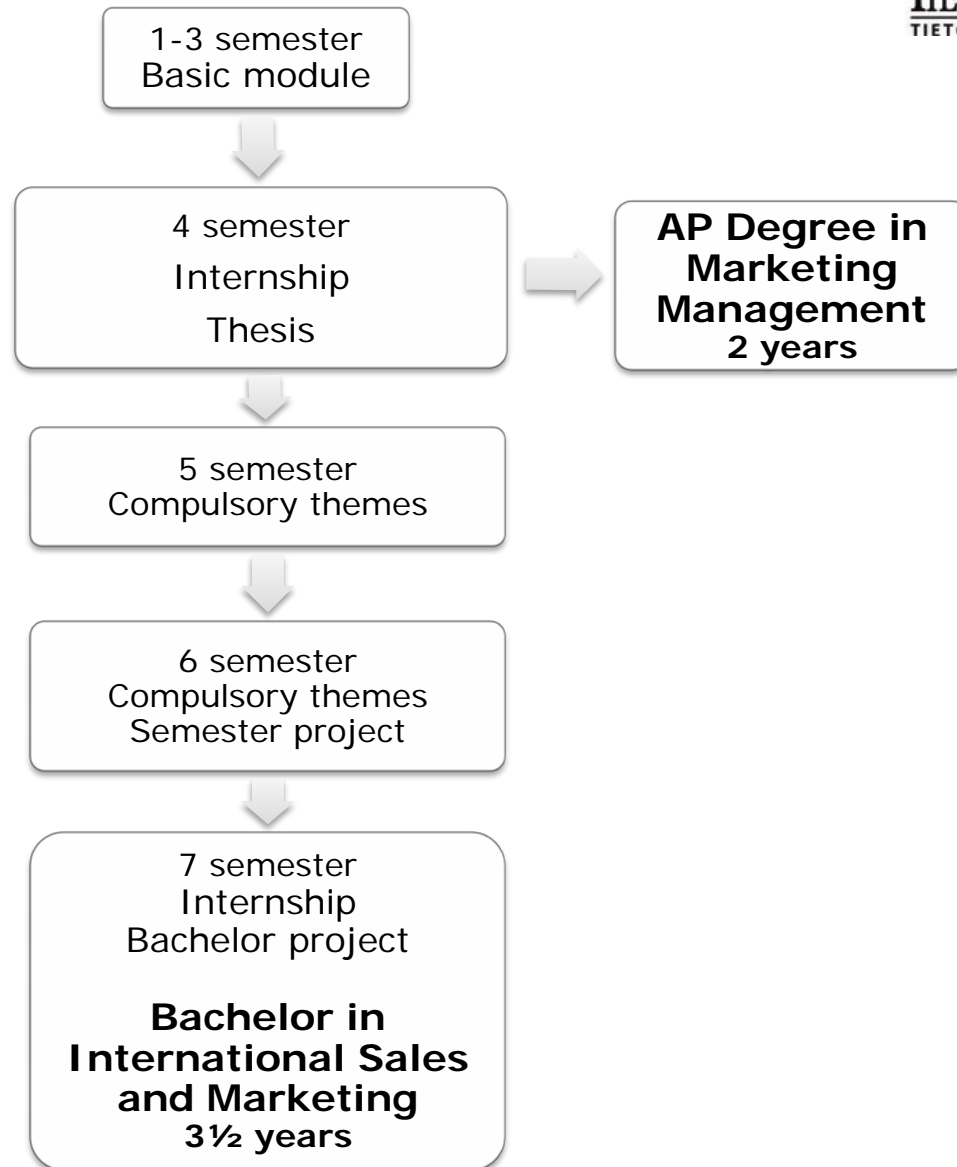 1-3 semester
Basic module
4 semester
Internship
Thesis
AP Degree in
Marketing
Management
2 years
5 semester
Compulsory themes
6 semester
Compulsory themes
Semester project
7 semester
Internship
Bachelor project
Bachelor in
International Sales
and Marketing
3½ years